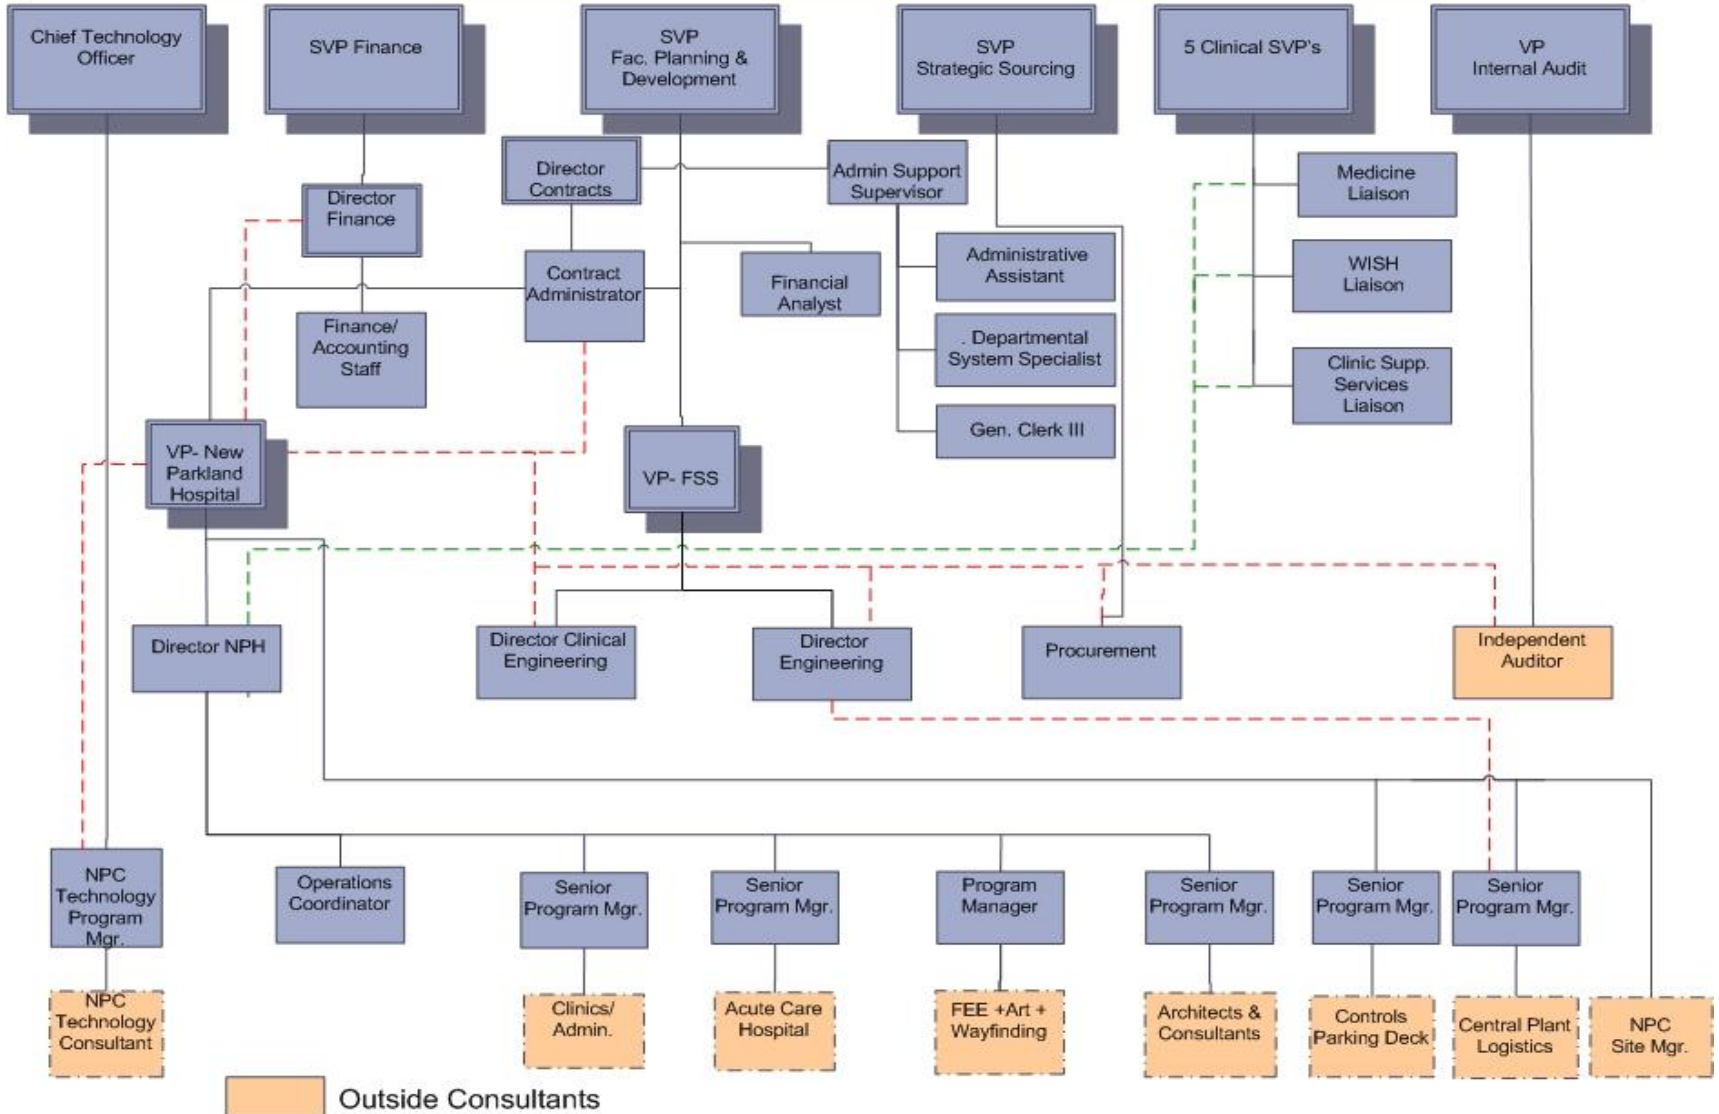 Chief Technology
Officer
SVP Finance
SVP
Fac. Planning &
Development
SVP
Strategic Sourcing
5 Clinical SVP's
VP
Internal Audit
Director
Contracts
Admin Support
Supervisor
Medicine
Liaison
Director
Finance
Administrative
Assistant
WISH
Liaison
Contract
Administrator
Financial
Analyst
Finance/
Accounting
Staff
. Departmental
System Specialist
Clinic Supp.
Services
Liaison
Gen. Clerk III
VP- New
Parkland
Hospital
VP- FSS
Director NPH
Director Clinical
Engineering
Director
Engineering
Procurement
Independent
Auditor
NPC
Technology
Program
Mgr.
Operations
Coordinator
Senior
Program Mgr.
Senior
Program Mgr.
Program
Manager
Senior
Program Mgr.
Senior
Program Mgr.
Senior
Program Mgr.
NPC
Technology
Consultant
Clinics/
Admin.
Acute Care
Hospital
FEE +Art +
Wayfinding
Architects &
Consultants
Controls
Parking Deck
Central Plant
Logistics
NPC
Site Mgr.
Outside Consultants